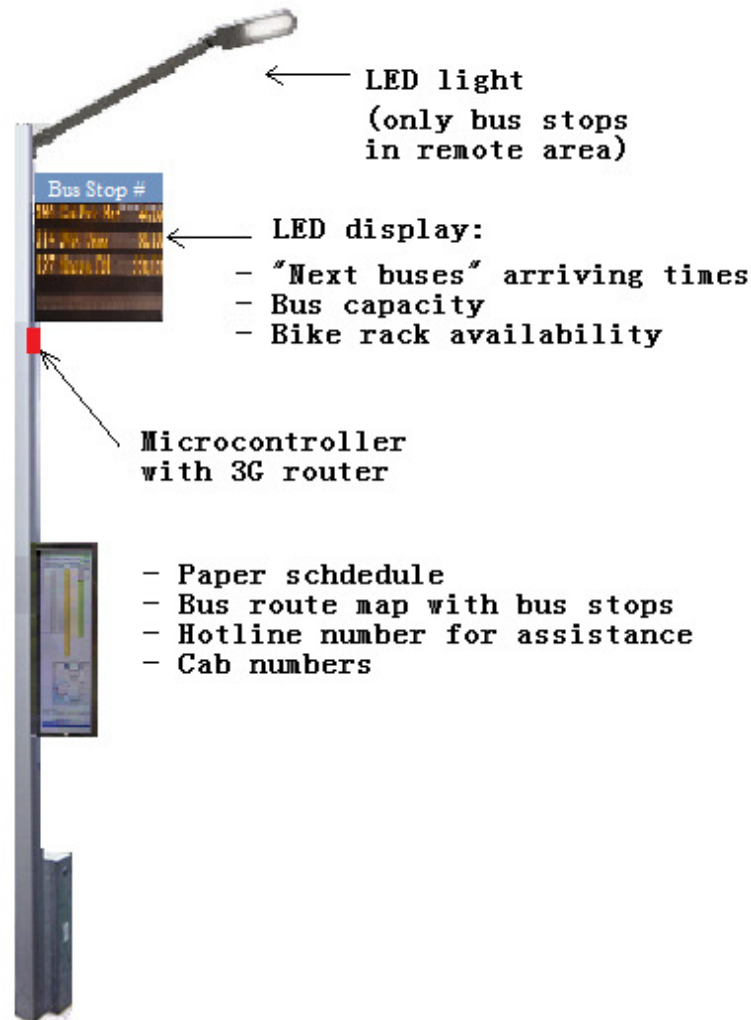 LED light
(only bus stops
in remote area)
Bus Stop #
LED display:
- "Next buses" arriving times
- Bus capacity
- Bike rack availability
Microcontroller
with 3G router
- Paper schdedule
- Bus route map with bus stops
- Hotline number for assistance
- Cab numbers